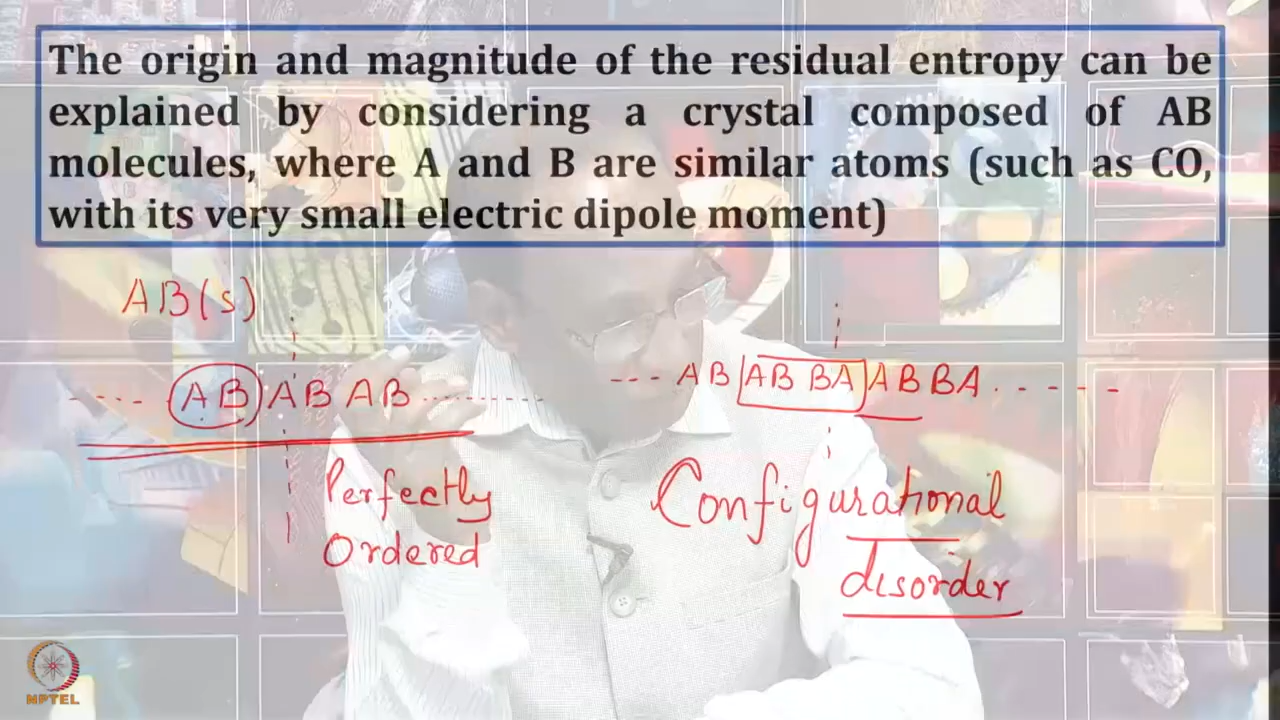 The origin and magnitude of the residual entropy can be
explained by considering a crystal composed of AB
molecules, where A and B are similar atoms (such as CO,
with its very small electric dipole moment)
AB(s)
..... AB AB AB ............
--- AB AB BA AB BA . - - - -
Perfectly
Ordered
Configurational
disorder
NPTEL